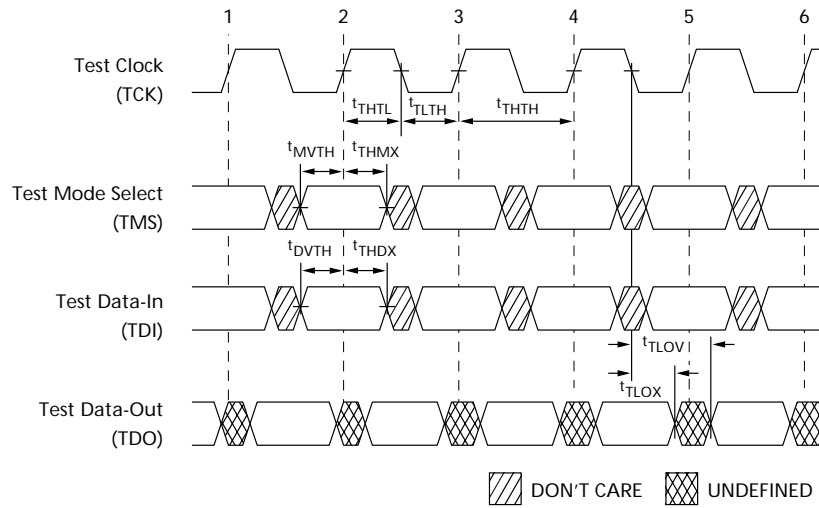 1 2 3 4 5 6
Test Clock
(TCK)
tTHTL tTLTH tTHTH
tMVTH tTHMX
Test Mode Select
(TMS)
tDVTH tTHDX
Test Data-In
(TDI)
tTLOV
tTLOX
Test Data-Out
(TDO)
DON'T CARE UNDEFINED